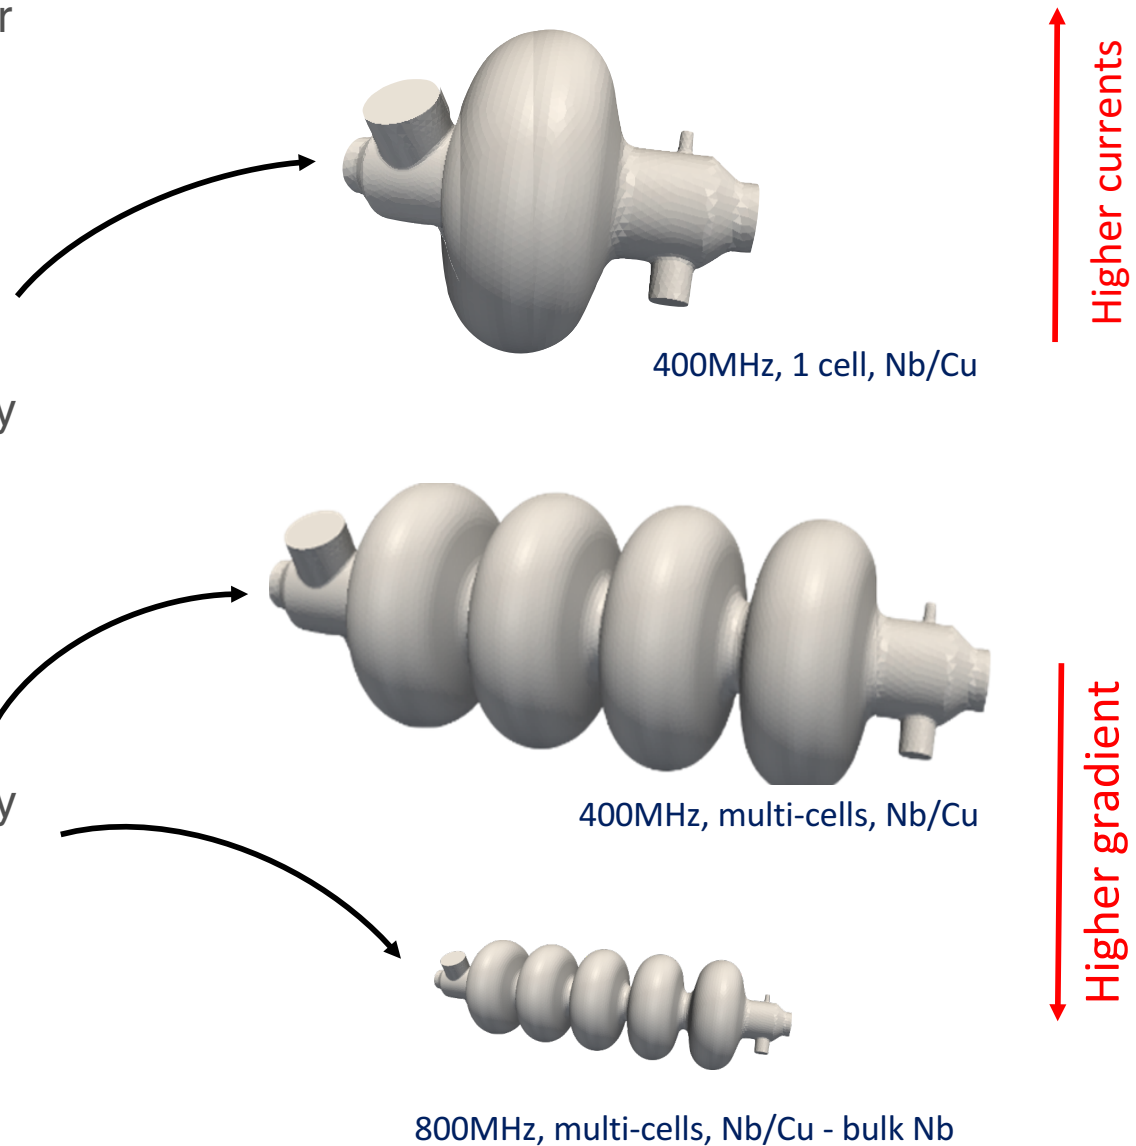 r
Higher currents
400MHz, 1 cell, Nb/Cu
y
400MHz, multi-cells, Nb/Cu
Higher gradient
y
800MHz, multi-cells, Nb/Cu - bulk Nb